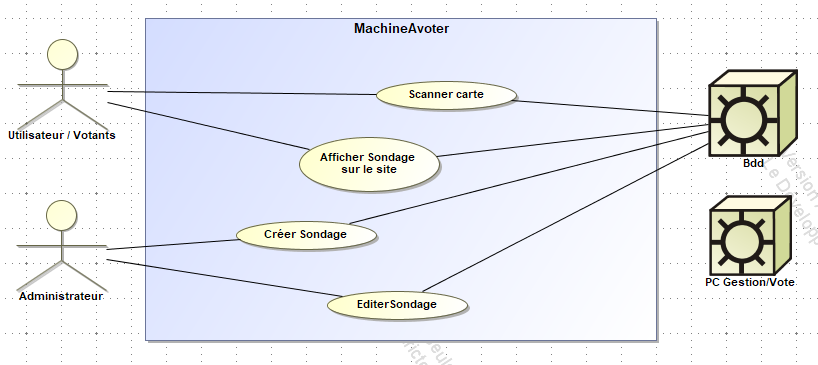 MachineAvoter
Scanner carte
Utilisateur / Votants
Afficher Sondage
sur le site
Bdd
Créer Sondage
PC Gestion/Vote
Administrateur
EditerSondage